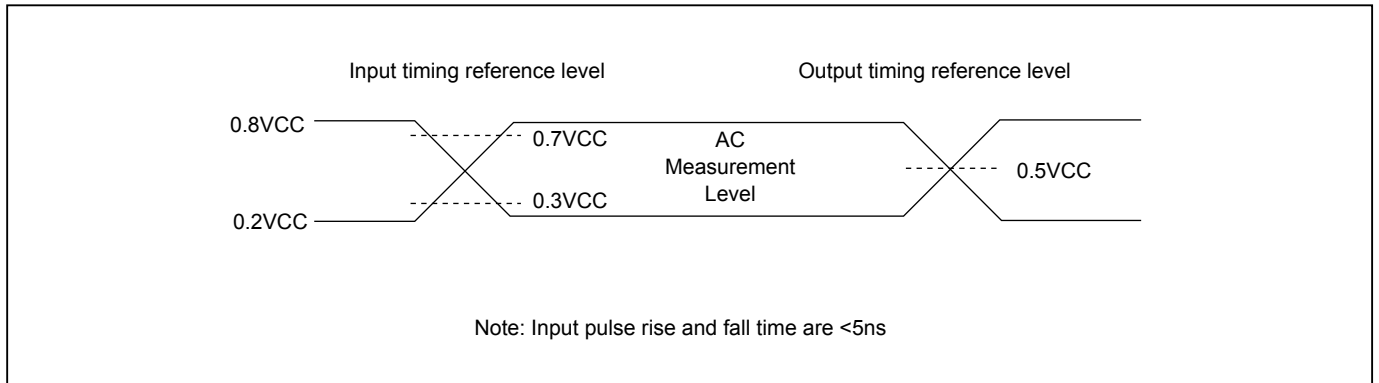 Input timing reference level
Output timing reference level
0.8VCC
0.7VCC
AC
Measurement
Level
0.5VCC
0.3VCC
0.2VCC
Note: Input pulse rise and fall time are <5ns